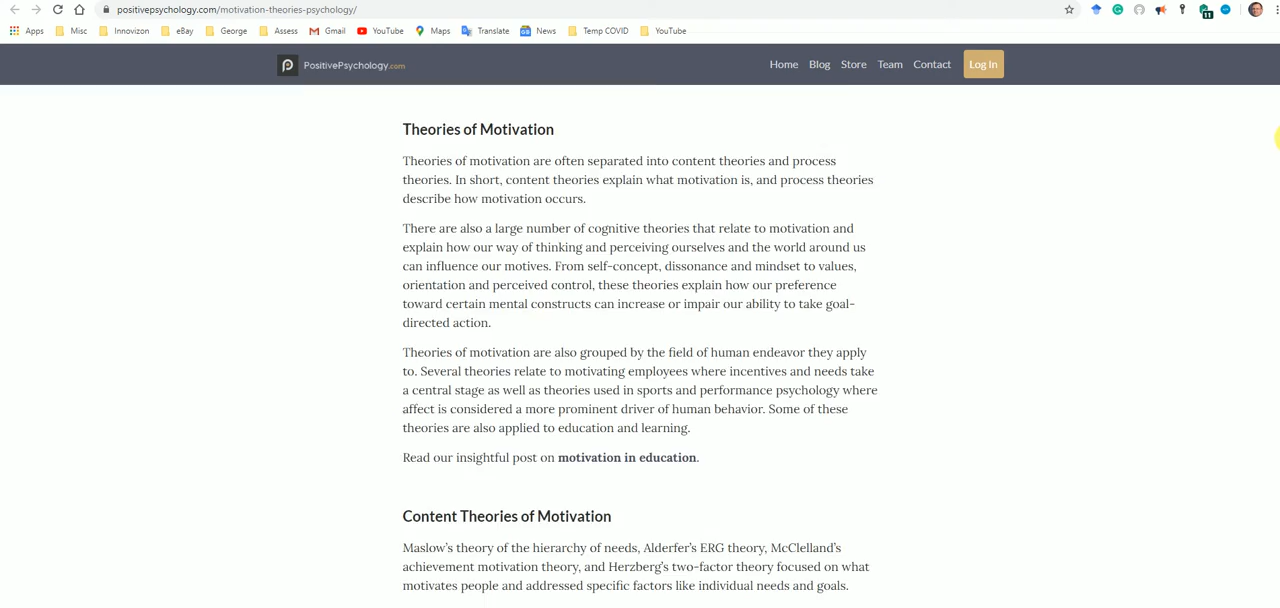 positivepsychology.com/motivation-theories-psychology/
11
Apps Misc Innovizon eBay George Assess Gmail YouTube Maps Translate News Temp COVID YouTube
PositivePsychology.com
Home Blog Store Team Contact Log In
Theories of Motivation
Theories of motivation are often separated into content theories and process
theories. In short, content theories explain what motivation is, and process theories
describe how motivation occurs.
There are also a large number of cognitive theories that relate to motivation and
explain how our way of thinking and perceiving ourselves and the world around us
can influence our motives. From self-concept, dissonance and mindset to values,
orientation and perceived control, these theories explain how our preference
toward certain mental constructs can increase or impair our ability to take goal-
directed action.
Theories of motivation are also grouped by the field of human endeavor they apply
to. Several theories relate to motivating employees where incentives and needs take
a central stage as well as theories used in sports and performance psychology where
affect is considered a more prominent driver of human behavior. Some of these
theories are also applied to education and learning.
Read our insightful post on motivation in education.
Content Theories of Motivation
Maslow’s theory of the hierarchy of needs, Alderfer’s ERG theory, McClelland’s
achievement motivation theory, and Herzberg’s two-factor theory focused on what
motivates people and addressed specific factors like individual needs and goals.